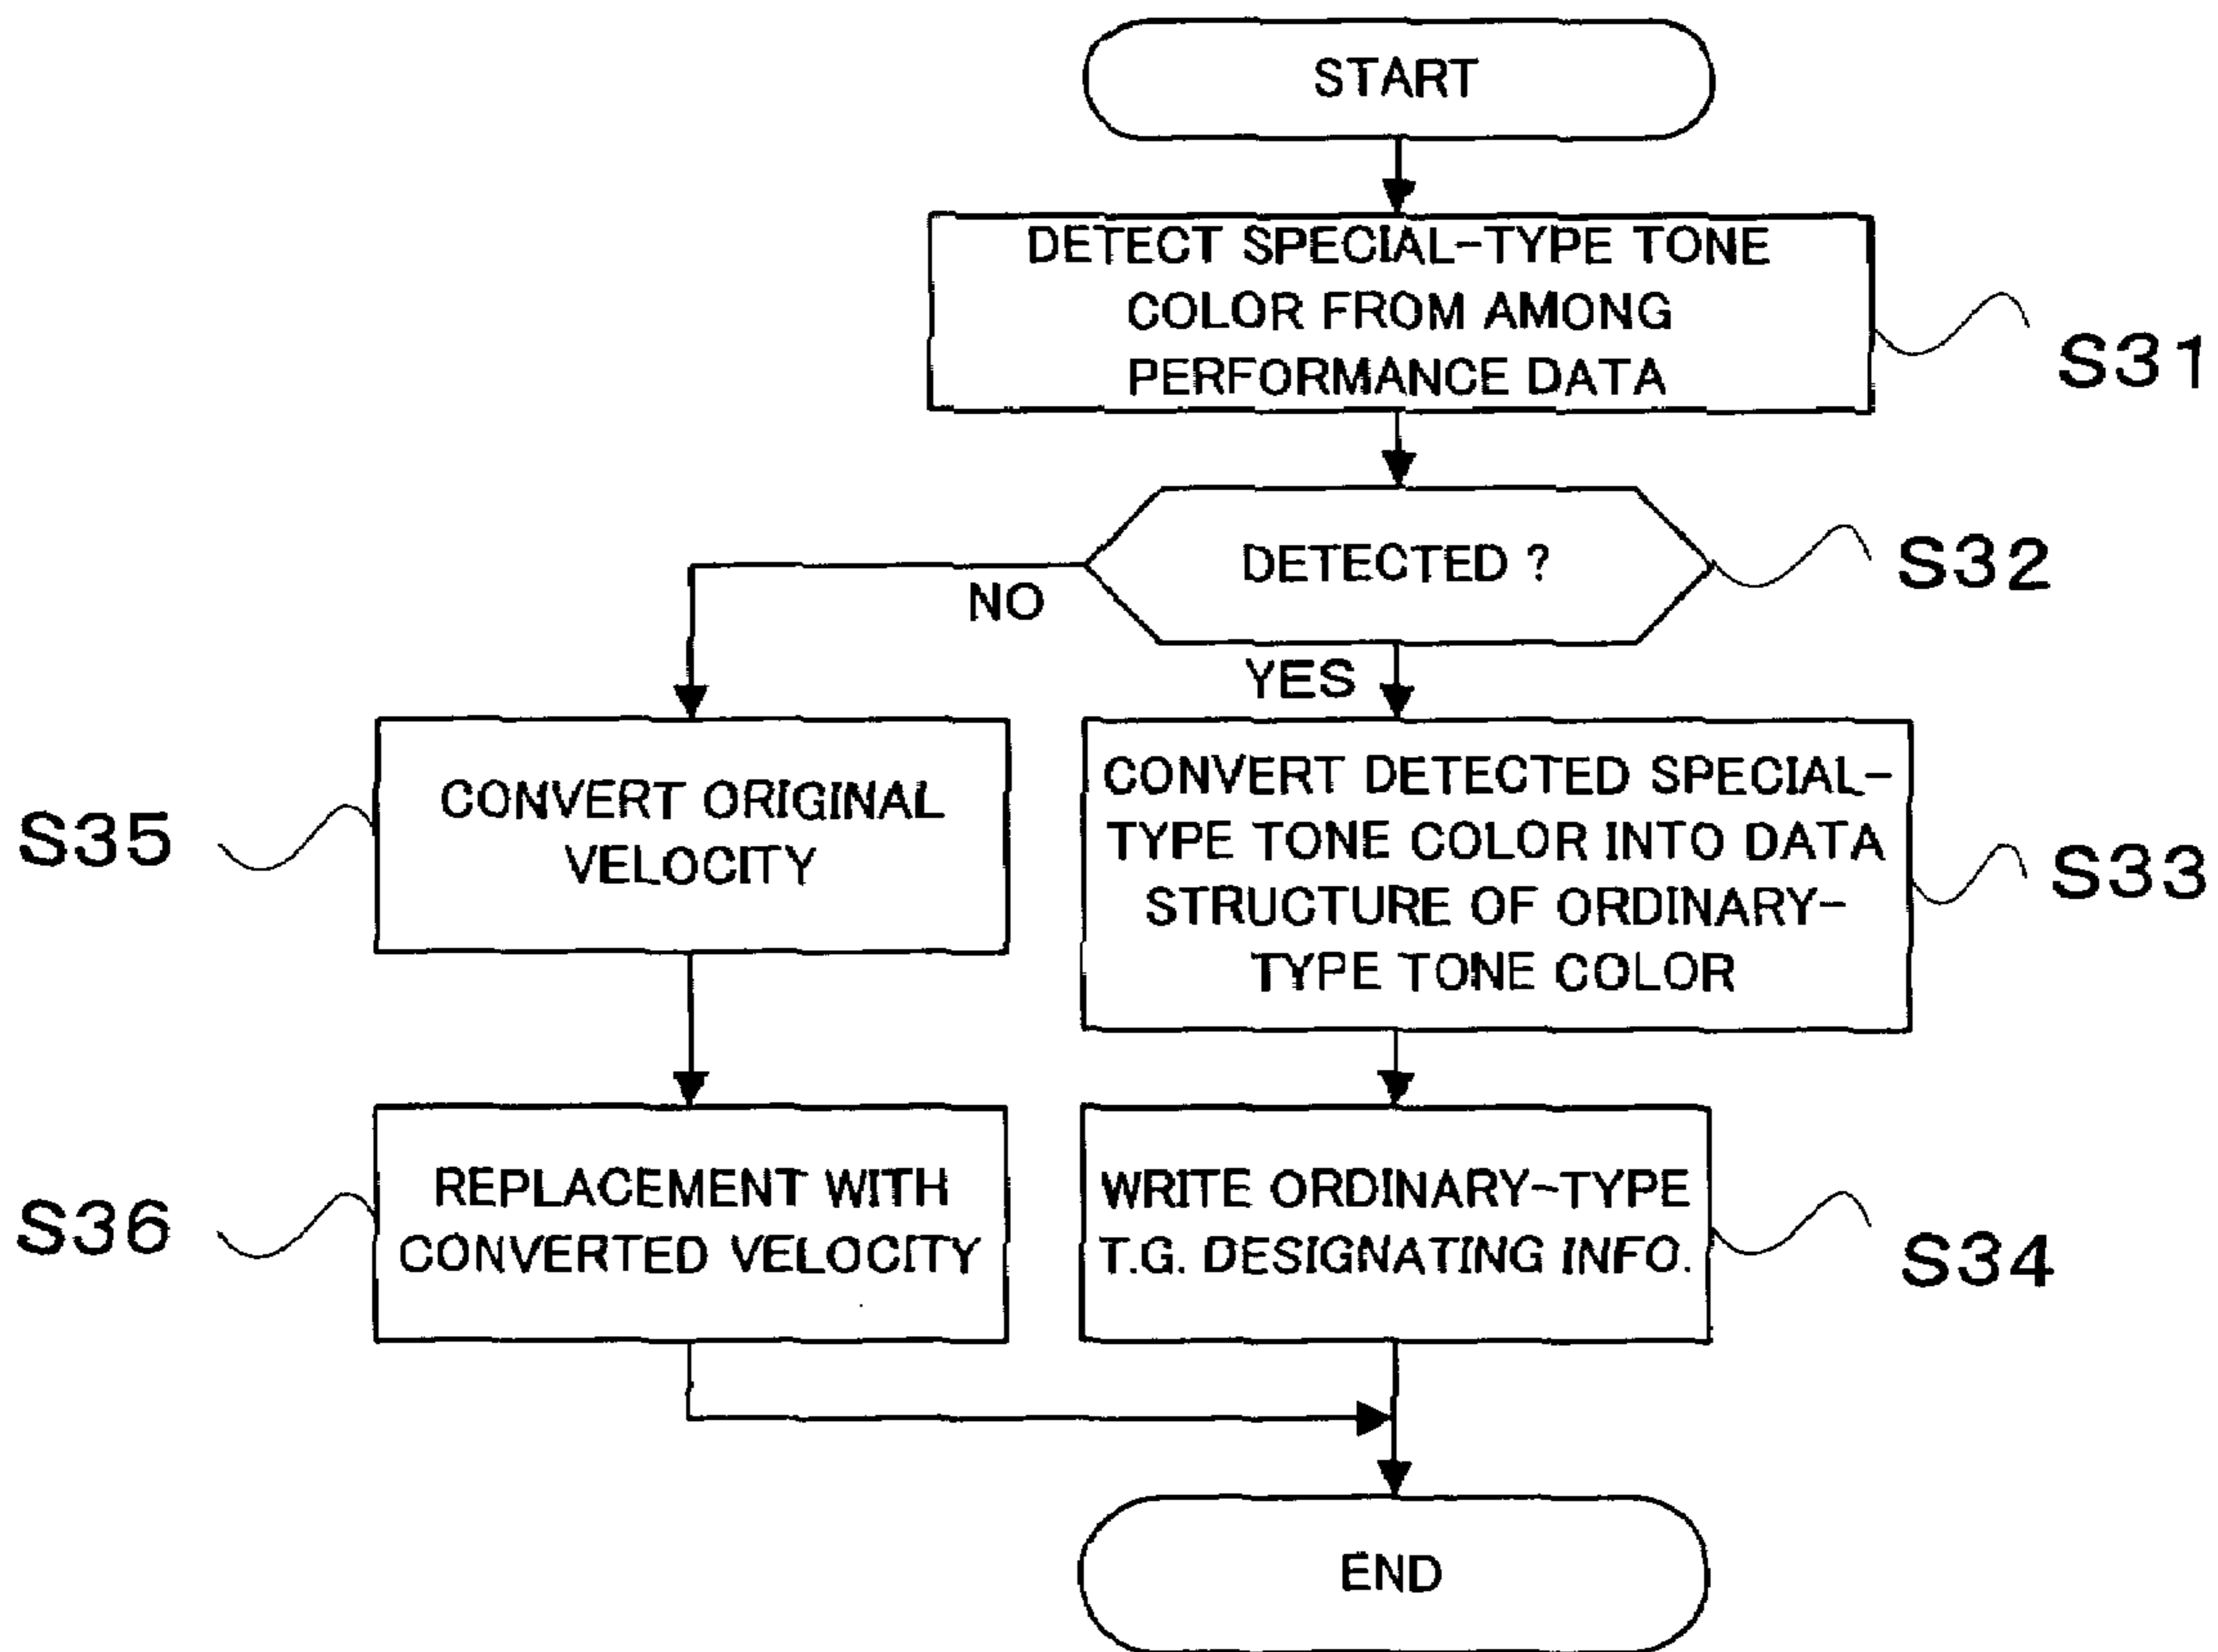 START
DETECT SPECIAL-TYPE TONE
COLOR FROM AMONG
PERFORMANCE DATA
S31
DETECTED ?
S32
NO
YES
CONVERT ORIGINAL
VELOCITY
S35
CONVERT DETECTED SPECIAL-
TYPE TONE COLOR INTO DATA
STRUCTURE OF ORDINARY-
TYPE TONE COLOR
S33
REPLACEMENT WITH
CONVERTED VELOCITY
S36
WRITE ORDINARY-TYPE
T.G. DESIGNATING INFO.
S34
END